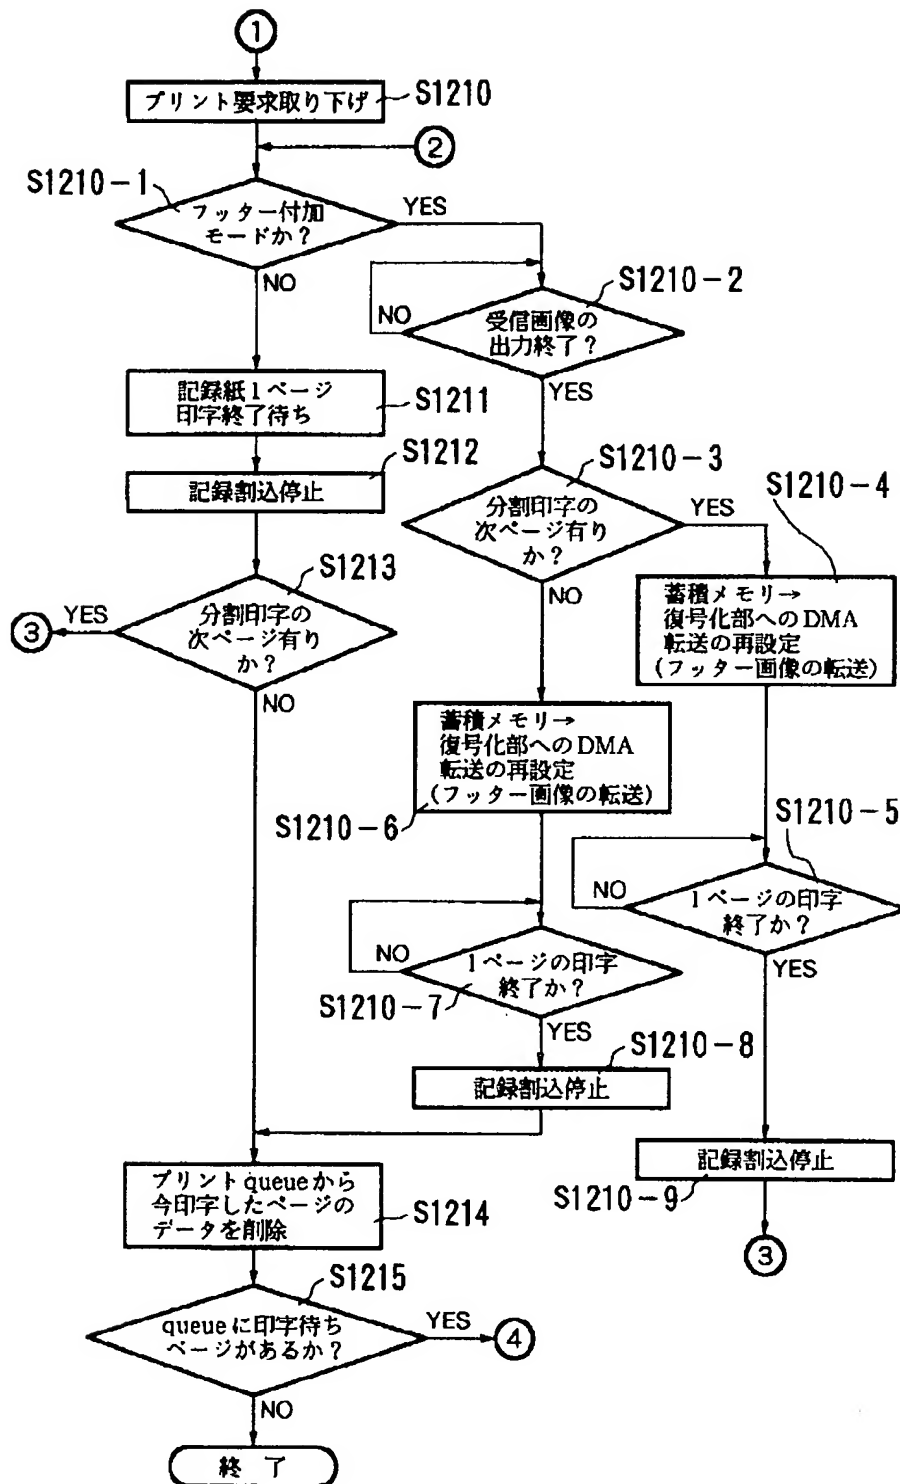 ①
プリント要求取り下げ
S1210
②
S1210-1
フッター付加
モードか？
YES
NO
S1210-2
受信画像の
出力終了？
NO
YES
記録紙1ページ
印字終了待ち
S1211
S1212
記録割込停止
S1210-3
分割印字の
次ページ有り
か？
YES
NO
S1210-4
蓄積メモリ→
復号化部へのDMA
転送の再設定
(フッター画像の転送)
S1213
分割印字の
次ページ有り
か？
YES
③
NO
蓄積メモリ→
復号化部へのDMA
転送の再設定
(フッター画像の転送)
S1210-6
S1210-5
1ページの印字
終了か？
NO
YES
1ページの印字
終了か？
NO
S1210-7
YES
S1210-8
記録割込停止
記録割込停止
S1210-9
③
プリントqueueから
今印字したページの
データを削除
S1214
S1215
queueに印字待ち
ページがあるか？
YES
④
NO
終 了